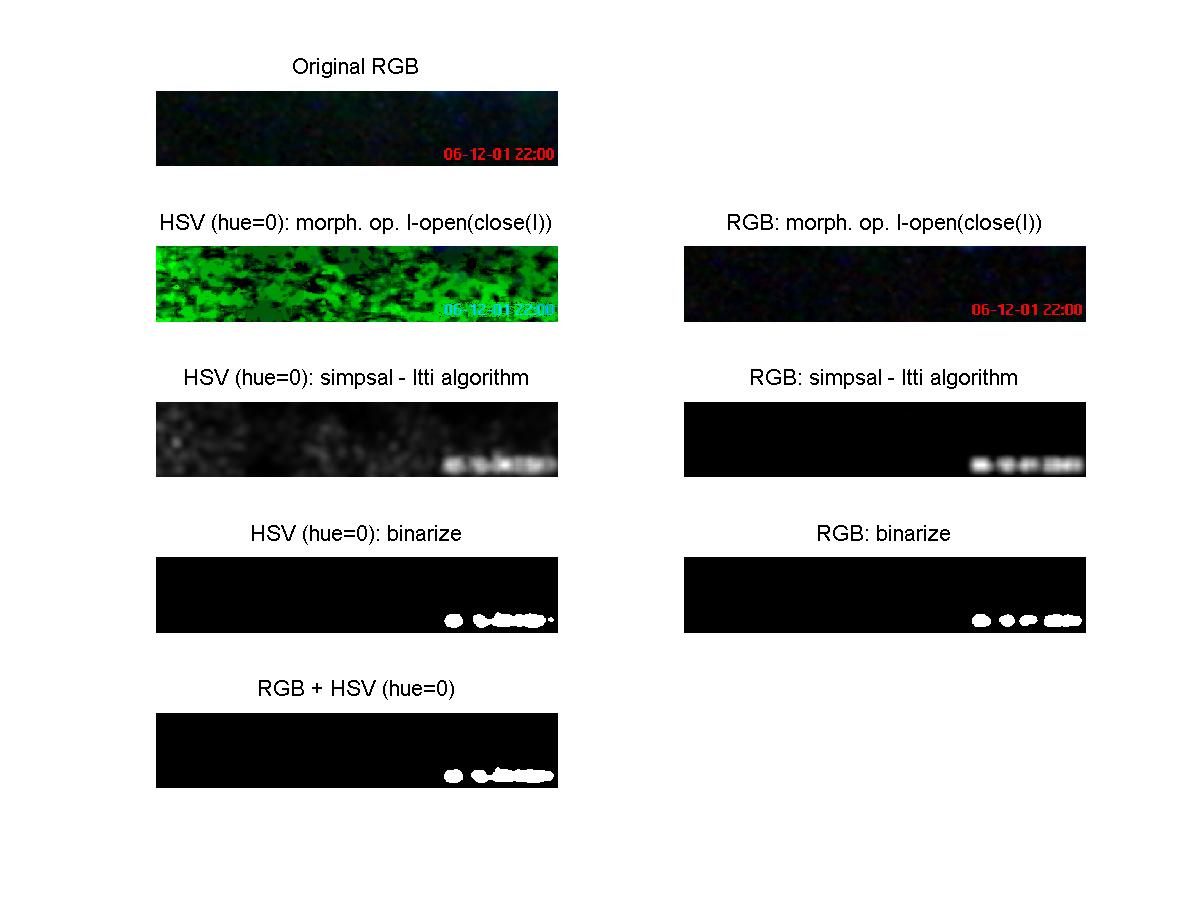 Original RGB
06-12-01 22:00
HSV (hue=0): morph. op. I-open(close(I))
RGB: morph. op. I-open(close(I))
06-12-01 22:00
06-12-01 22:00
HSV (hue=0): simpsal - Itti algorithm
RGB: simpsal - Itti algorithm
HSV (hue=0): binarize
RGB: binarize
RGB + HSV (hue=0)